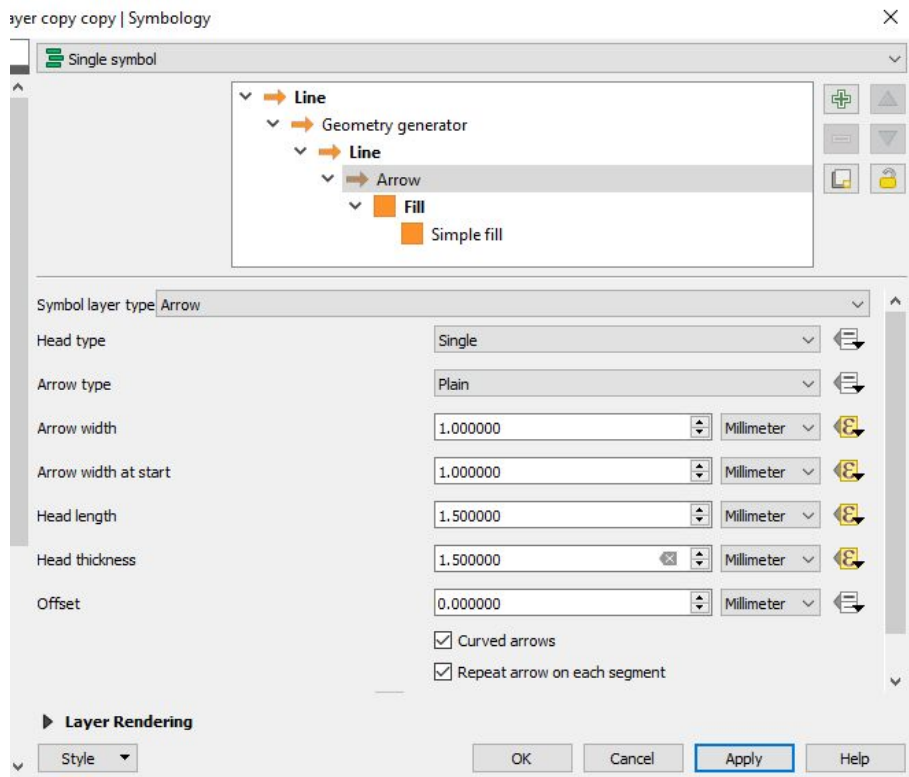 ayer copy copy | Symbology
Single symbol
Line
Geometry generator
Line
Arrow
Fill
Simple fill
Symbol layer type Arrow
Head type Single
Arrow type Plain
Arrow width 1.000000 Millimeter
Arrow width at start 1.000000 Millimeter
Head length 1.500000 Millimeter
Head thickness 1.500000 Millimeter
Offset 0.000000 Millimeter
Curved arrows
Repeat arrow on each segment
Layer Rendering
Style OK Cancel Apply Help